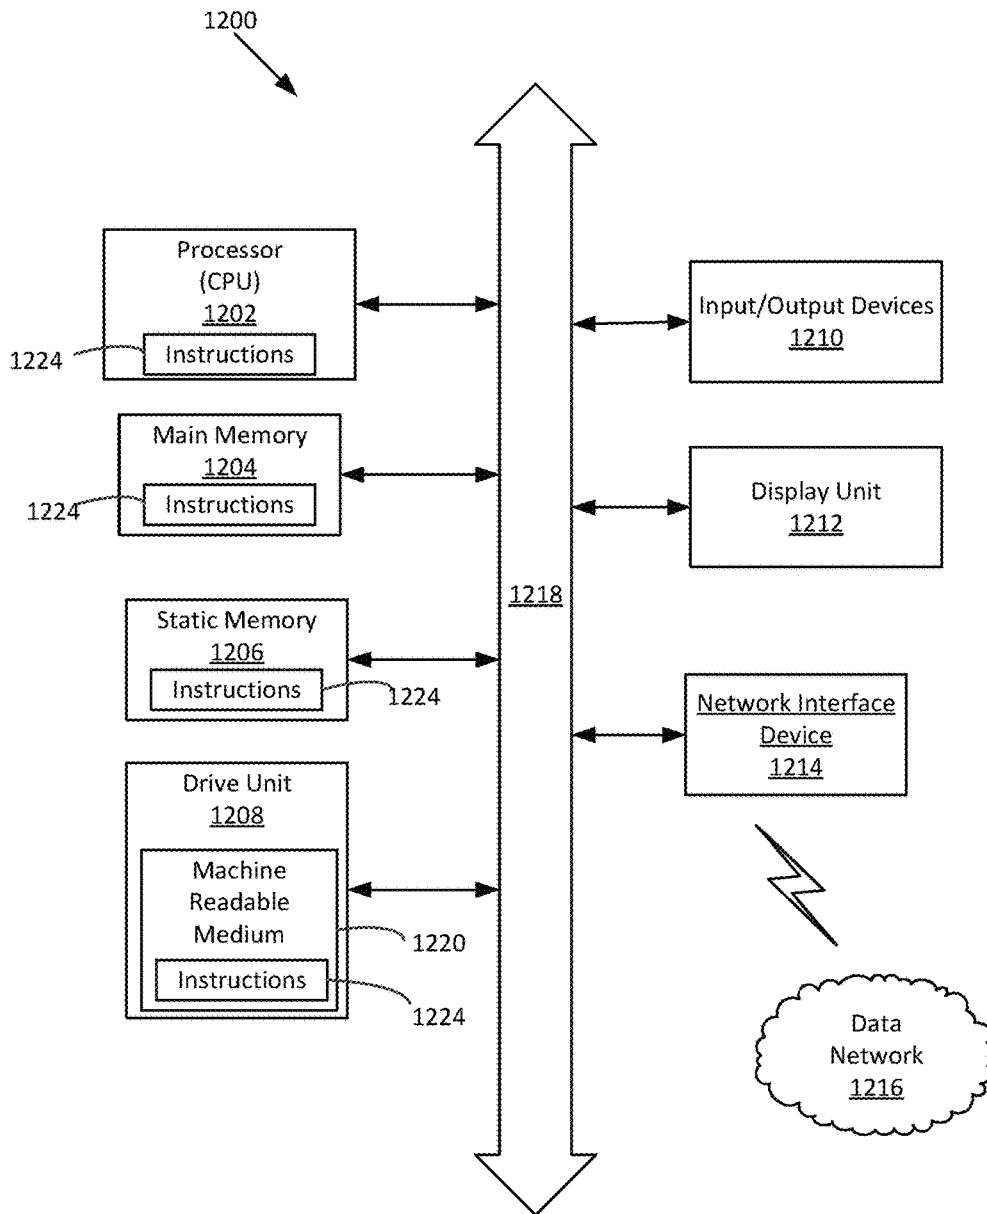 1200
Processor
(CPU)
1202
Instructions
1224
Main Memory
1204
Instructions
1224
Static Memory
1206
Instructions
1224
Drive Unit
1208
Machine
Readable
Medium
1220
Instructions
1224
1218
Input/Output Devices
1210
Display Unit
1212
Network Interface
Device
1214
Data
Network
1216